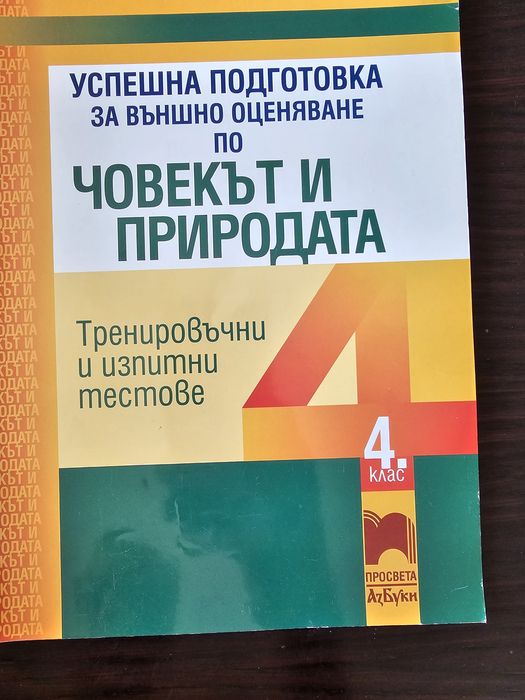 УСПЕШНА ПОДГОТОВКА
ЗА ВЪНШНО ОЦЕНЯВАНЕ
ПО
ЧОВЕКЪТ И
ПРИРОДАТА
Тренировъчни
и изпитни
тестове
4
4.
клас
ПРОСВЕТА
АзБуки